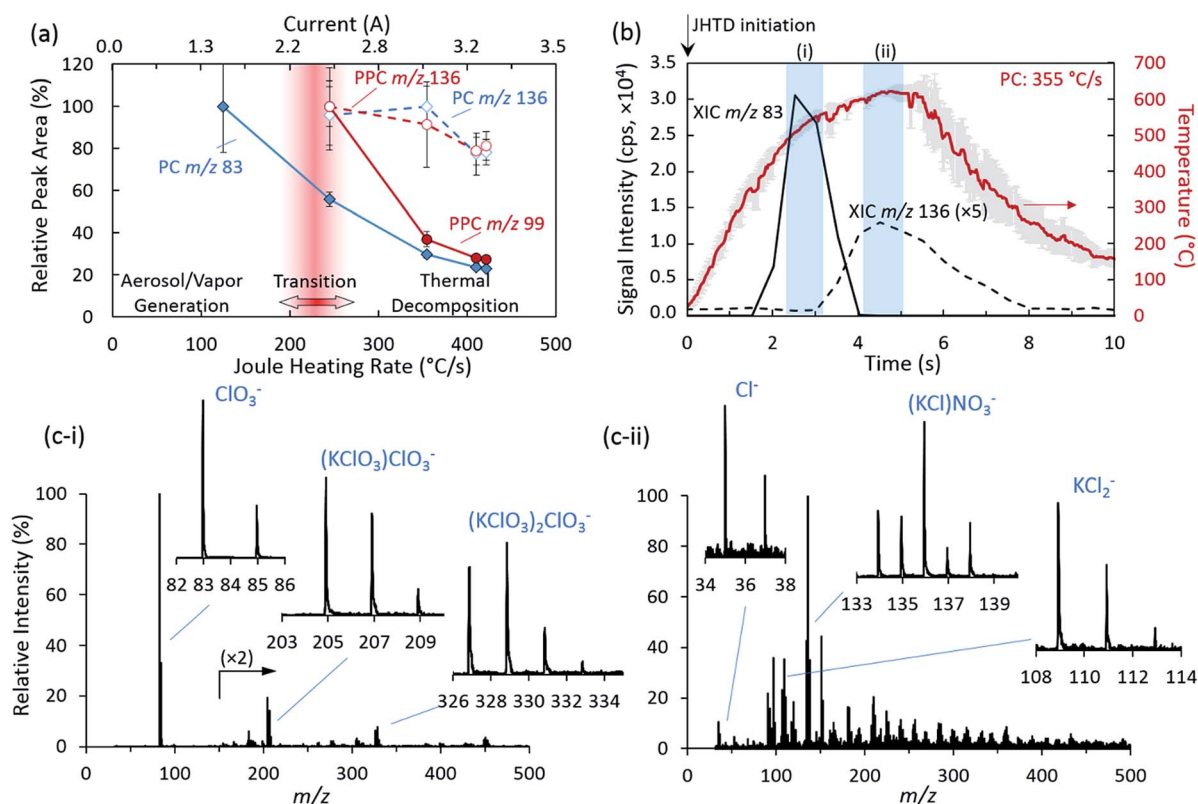 (a)
Current (A)
0.0 1.5 2.4 2.8 3.2 3.5
Relative Peak Area (%)
120
100
80
60
40
20
0
PPC m/z 136
PC m/z 136
PC m/z 83
PPC m/z 99
Aerosol/Vapor
Generation
Transition
Thermal
Decomposition
0 100 200 300 400 500
Joule Heating Rate (°C/s)
JHTD initiation
(b)
(i)
(ii)
Signal Intensity (cps, ×10⁴)
3.5
3.0
2.5
2.0
1.5
1.0
0.5
0.0
PC: 355 °C/s
XIC m/z 83
XIC m/z 136 (×5)
700
600
500
400
300
200
100
0
Temperature (°C)
0 2 4 6 8 10
Time (s)
(c-i)
Relative Intensity (%)
100
80
60
40
20
0
ClO₃⁻
82 83 84 85 86
(KClO₃)ClO₃⁻
203 205 207 209
(KClO₃)₂ClO₃⁻
326 328 330 332 334
(×2)
0 100 200 300 400 500
m/z
(c-ii)
100
80
60
40
20
0
Cl⁻
34 36 38
(KCl)NO₃⁻
133 135 137 139
KCl₂⁻
108 110 112 114
0 100 200 300 400 500
m/z